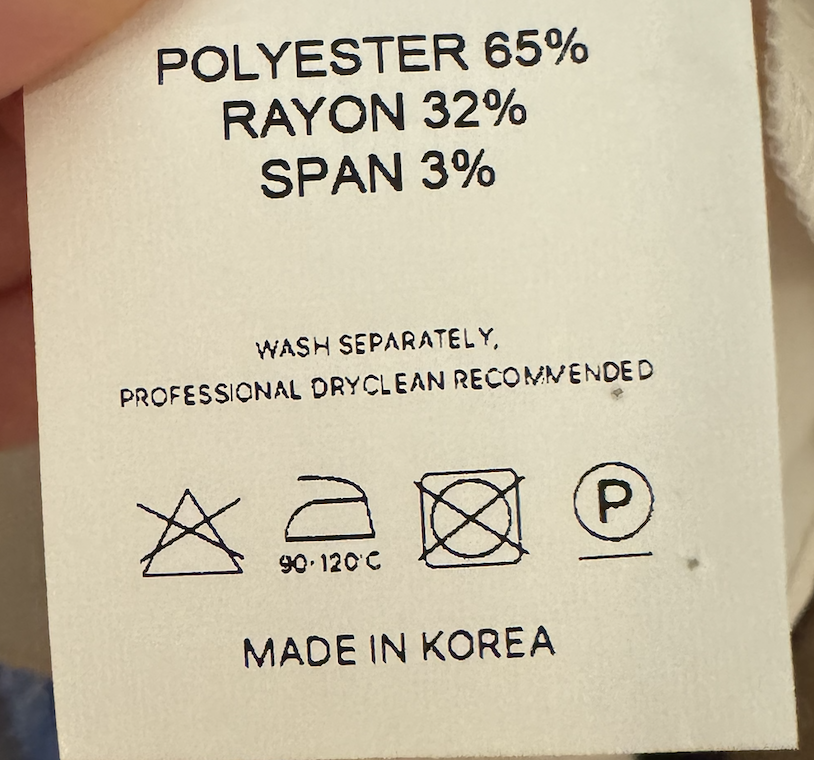 POLYESTER 65%
RAYON 32%
SPAN 3%
WASH SEPARATELY,
PROFESSIONAL DRYCLEAN RECOMMENDED
P
90·120°C
MADE IN KOREA